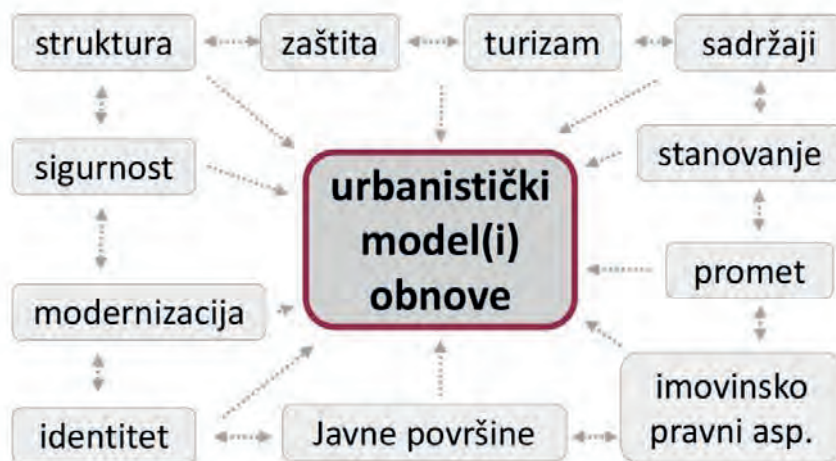 struktura
zaštita
turizam
sadržaji
sigurnost
urbanistički
model(i)
obnove
stanovanje
promet
modernizacija
identitet
Javne površine
imovinsko
pravni asp.